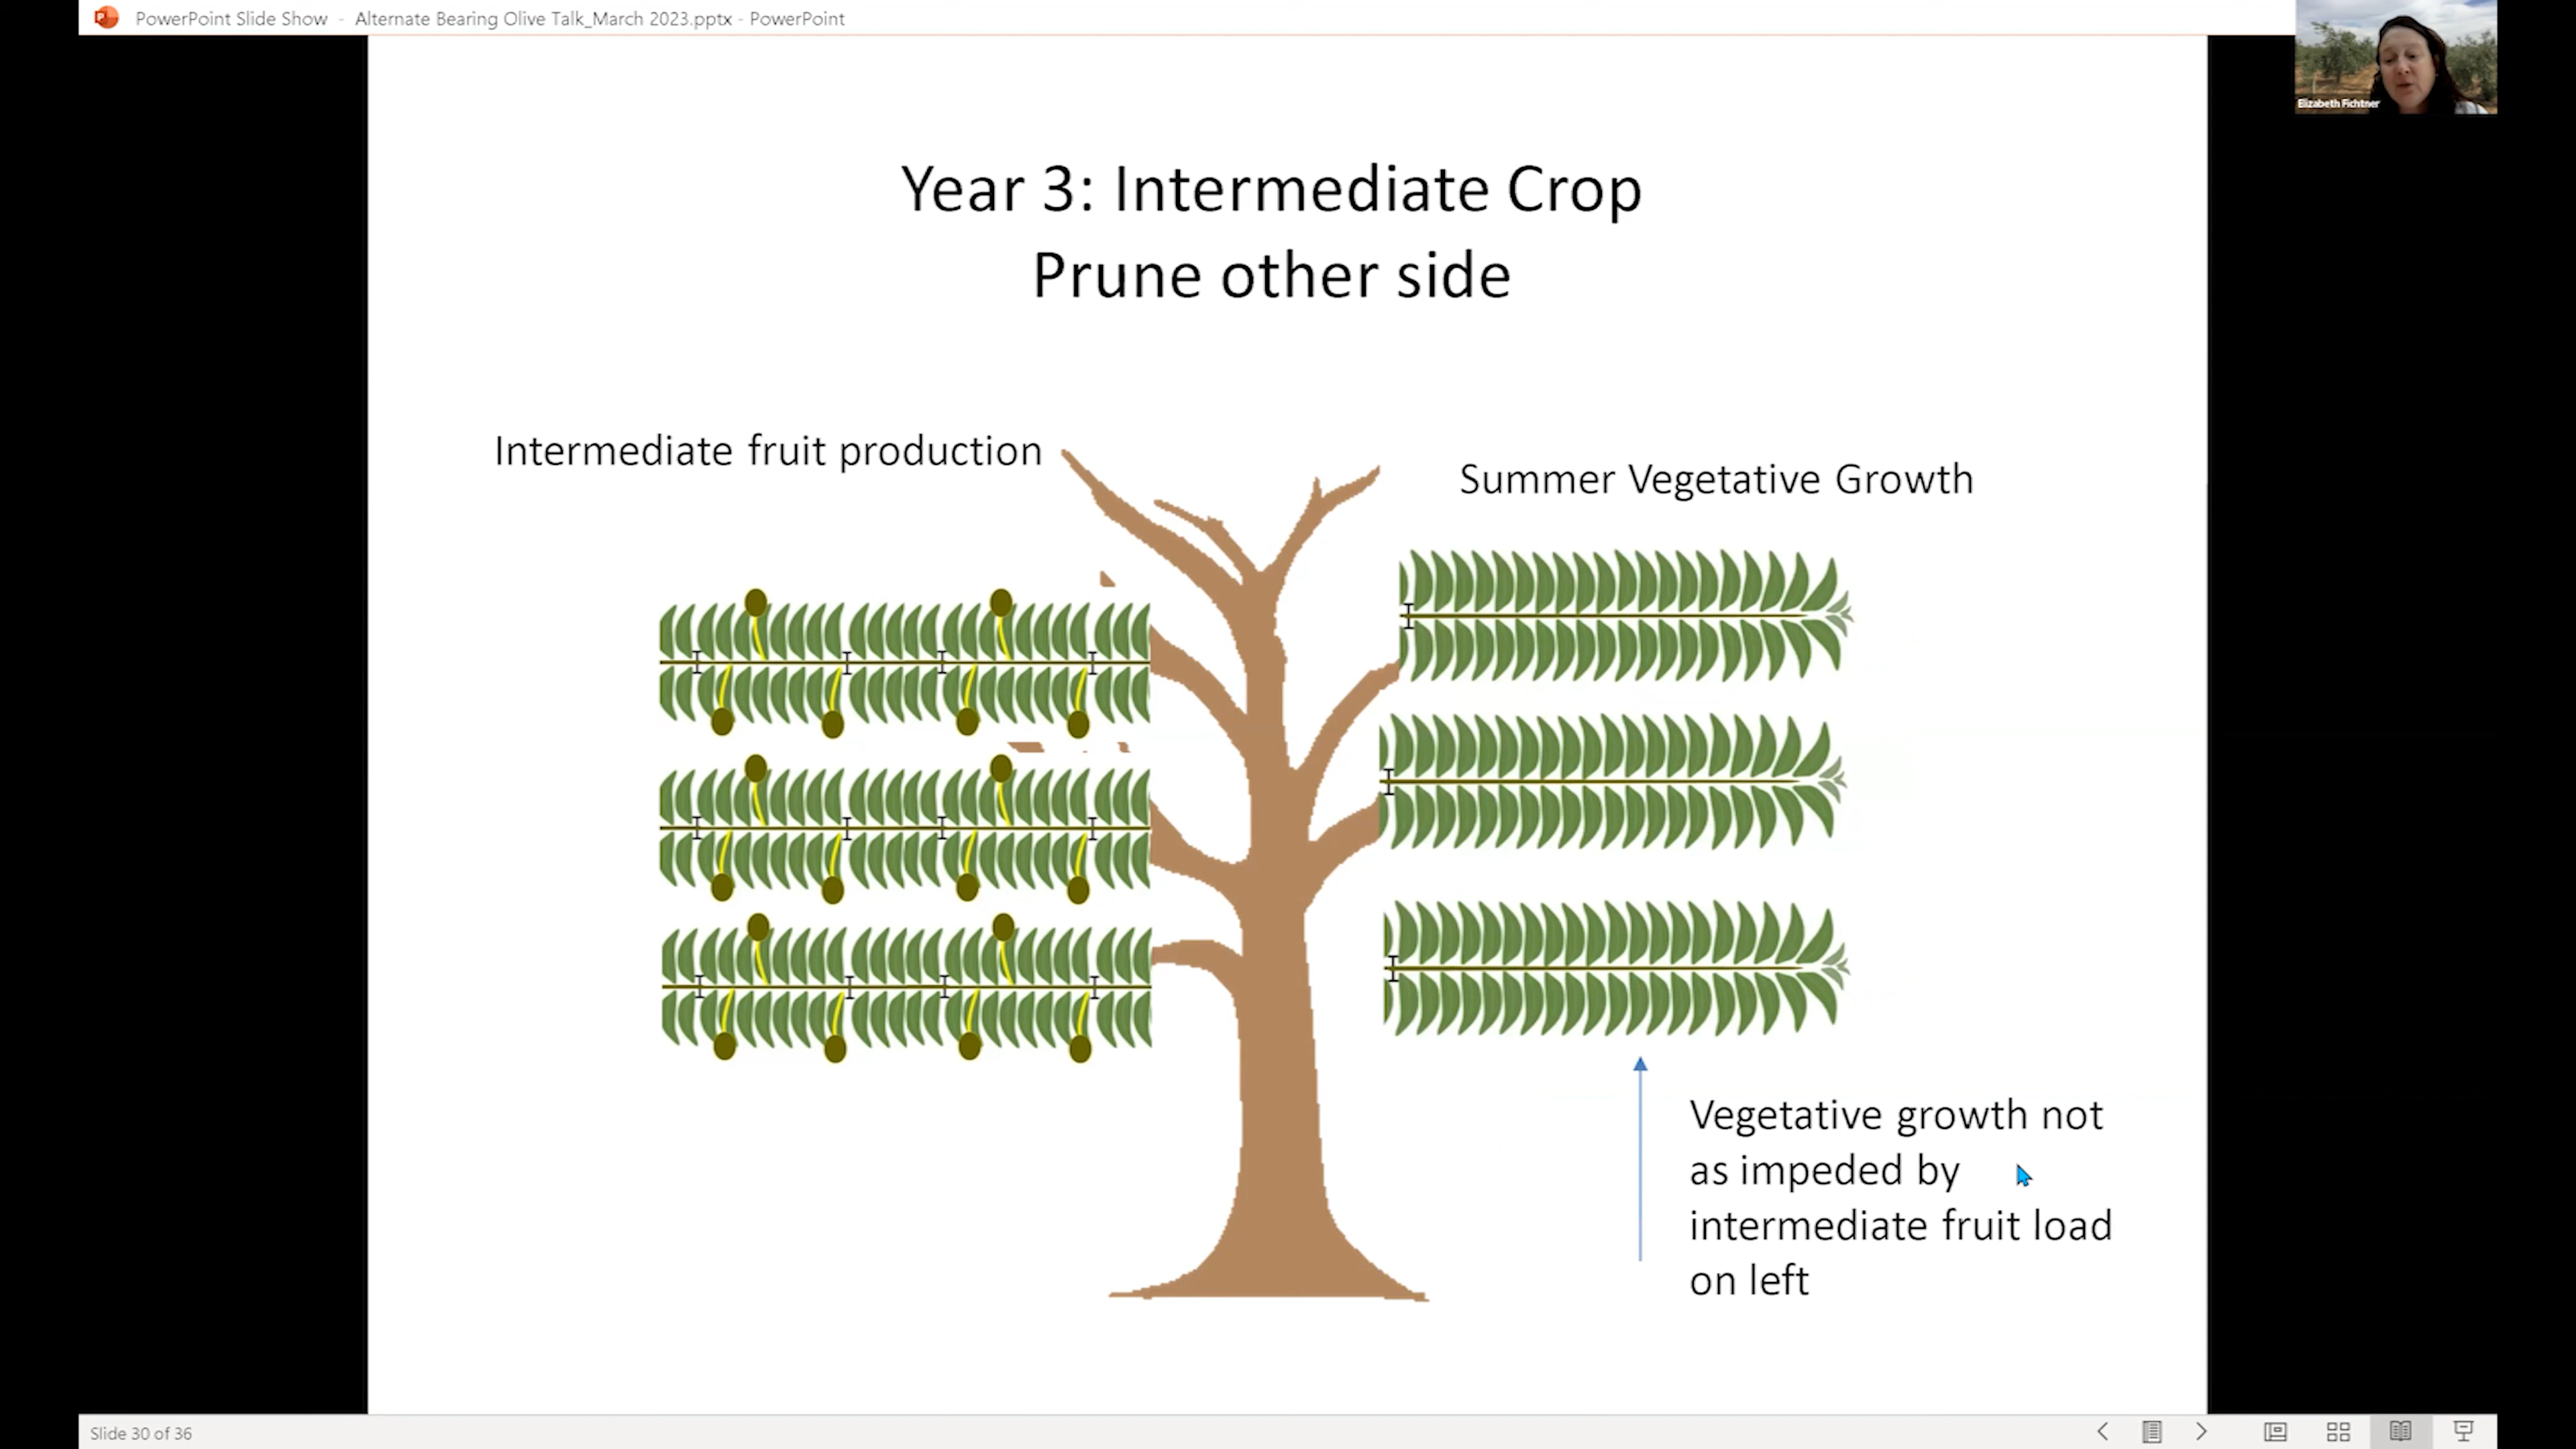 PowerPoint Slide Show - Alternate Bearing Olive Talk_March 2023.pptx - PowerPoint
Elizabeth Fichtner
Year 3: Intermediate Crop
Prune other side
Intermediate fruit production
Summer Vegetative Growth
Vegetative growth not
as impeded by
intermediate fruit load
on left
Slide 30 of 36